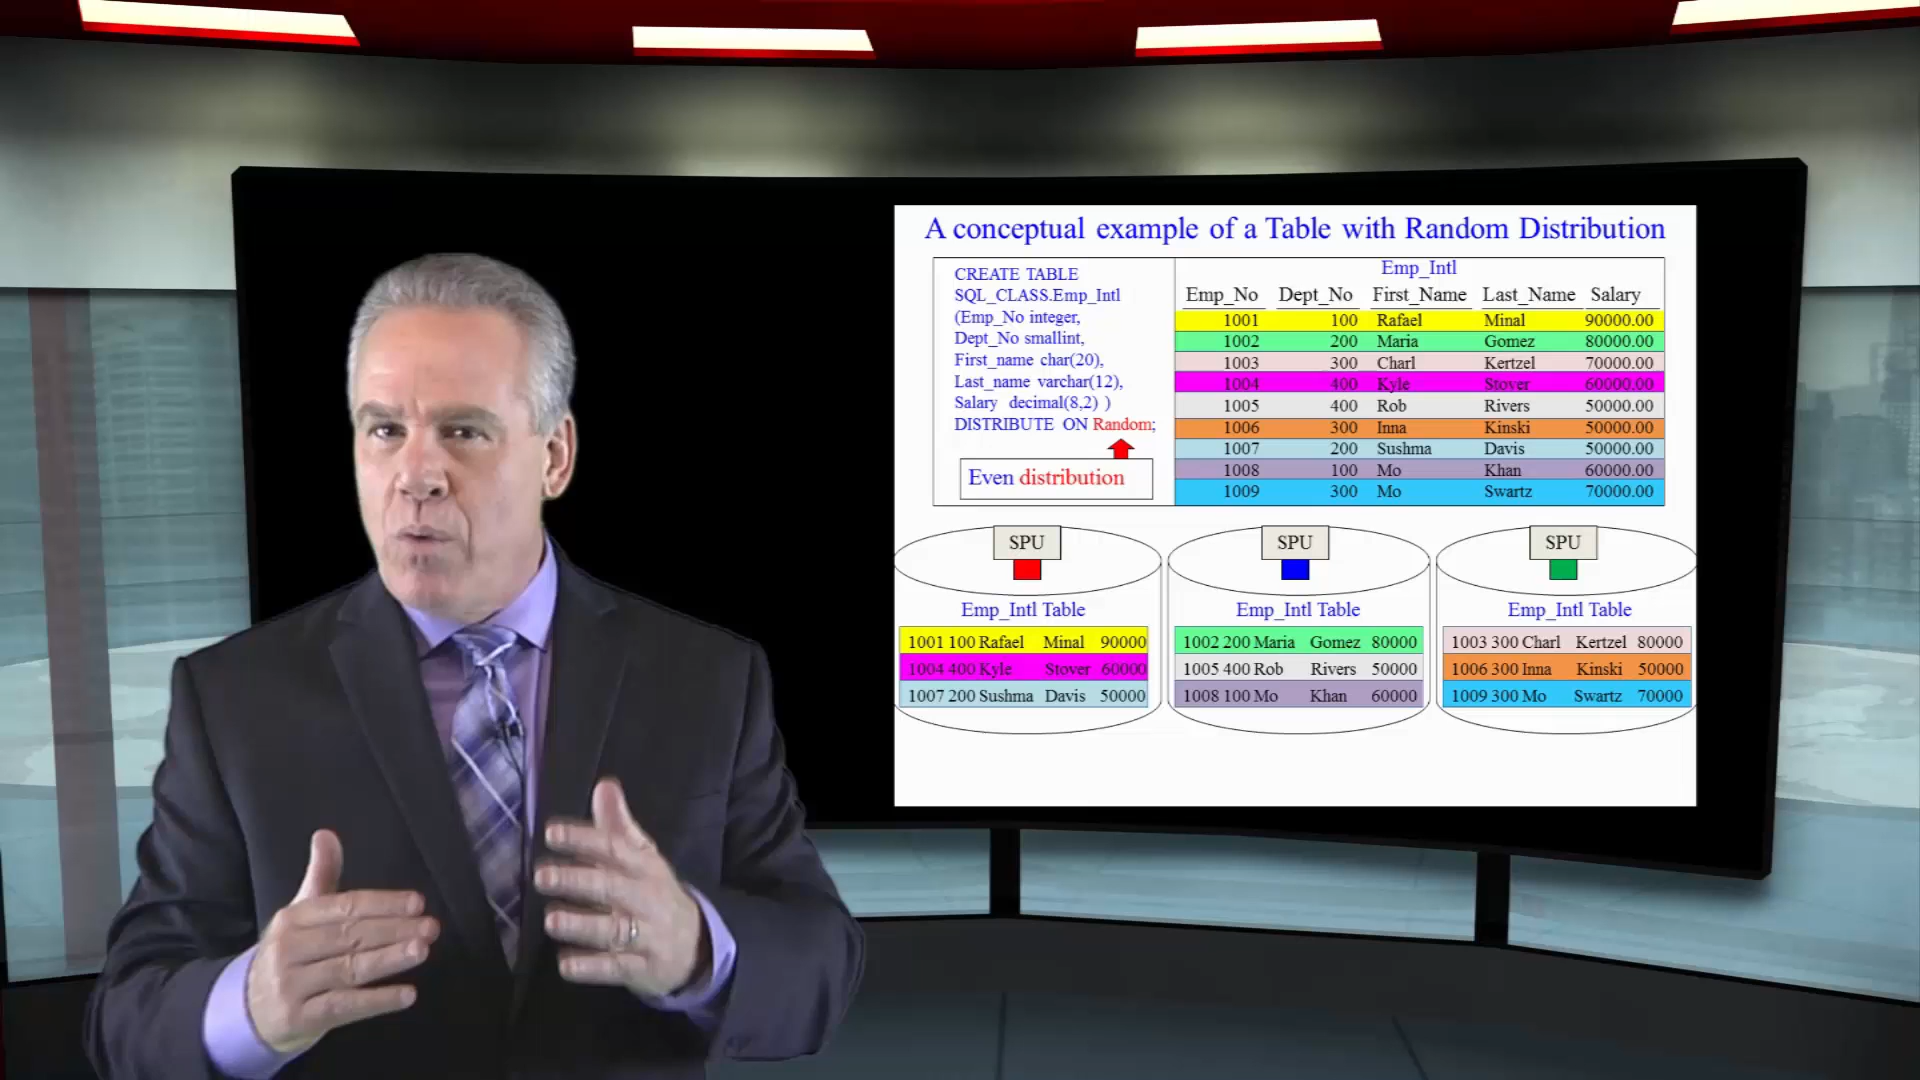 A conceptual example of a Table with Random Distribution
CREATE TABLE
SQL_CLASS.Emp_Intl
(Emp_No integer,
Dept_No smallint,
First_name char(20),
Last_name varchar(12),
Salary decimal(8,2) )
DISTRIBUTE ON Random;
Even distribution
Emp_Intl
Emp_No Dept_No First_Name Last_Name Salary
1001 100 Rafael Minal 90000.00
1002 200 Maria Gomez 80000.00
1003 300 Charl Kertzel 70000.00
1004 400 Kyle Stover 60000.00
1005 400 Rob Rivers 50000.00
1006 300 Inna Kinski 50000.00
1007 200 Sushma Davis 50000.00
1008 100 Mo Khan 60000.00
1009 300 Mo Swartz 70000.00
SPU
Emp_Intl Table
1001 100 Rafael Minal 90000
1004 400 Kyle Stover 60000
1007 200 Sushma Davis 50000
SPU
Emp_Intl Table
1002 200 Maria Gomez 80000
1005 400 Rob Rivers 50000
1008 100 Mo Khan 60000
SPU
Emp_Intl Table
1003 300 Charl Kertzel 80000
1006 300 Inna Kinski 50000
1009 300 Mo Swartz 70000